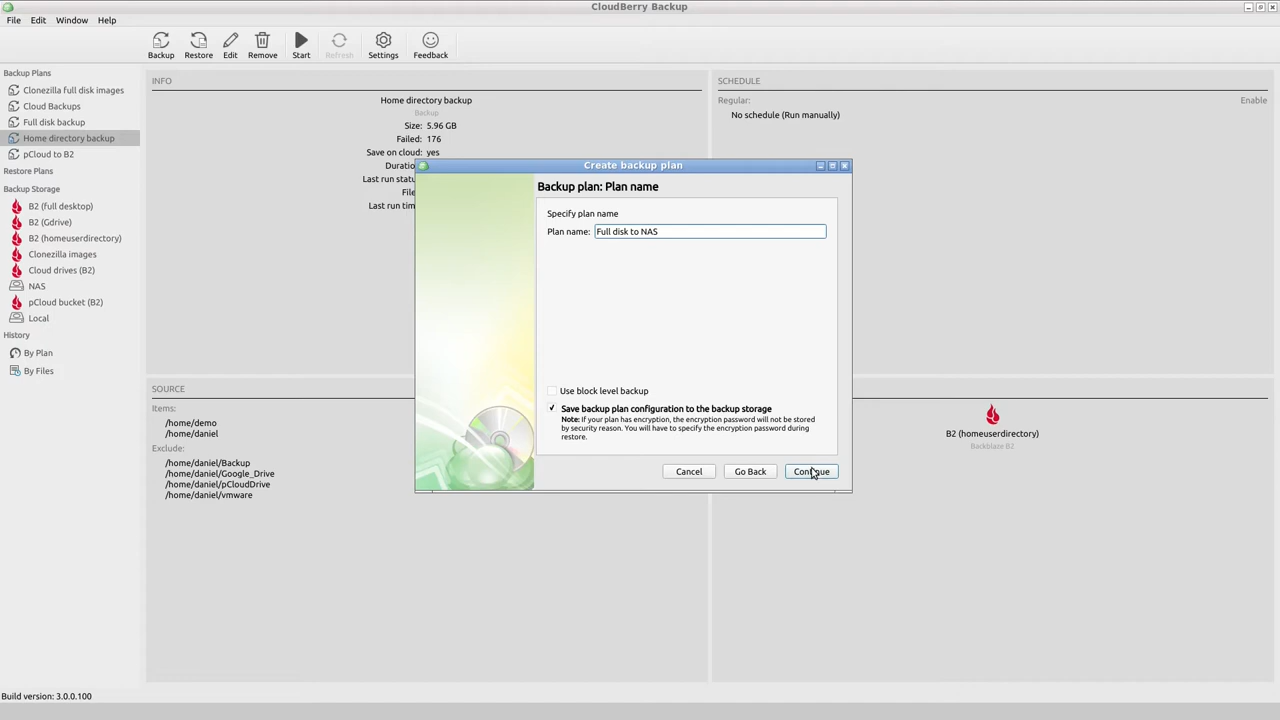 CloudBerry Backup
File Edit Window Help
Backup Restore Edit Remove Start Refresh Settings Feedback
Backup Plans
Clonezilla full disk images
Cloud Backups
Full disk backup
Home directory backup
pCloud to B2
Restore Plans
Backup Storage
B2 (full desktop)
B2 (Gdrive)
B2 (homeuserdirectory)
Clonezilla images
Cloud drives (B2)
NAS
pCloud bucket (B2)
Local
History
By Plan
By Files
INFO
Home directory backup
Backup
Size: 5.96 GB
Failed: 176
Save on cloud: yes
Duratio
Last run statu
File
Last run tim
SCHEDULE
Regular: Enable
No schedule (Run manually)
Create backup plan
Backup plan: Plan name
Specify plan name
Plan name: Full disk to NAS
Use block level backup
Save backup plan configuration to the backup storage
Note: If your plan has encryption, the encryption password will not be stored
by security reason. You will have to specify the encryption password during
restore.
Cancel Go Back Continue
SOURCE
Items:
/home/demo
/home/daniel
Exclude:
/home/daniel/Backup
/home/daniel/Google_Drive
/home/daniel/pCloudDrive
/home/daniel/vmware
B2 (homeuserdirectory)
Backblaze B2
Build version: 3.0.0.100